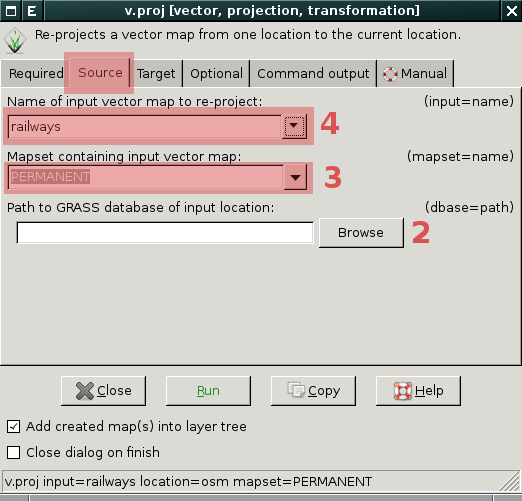 v.proj [vector, projection, transformation]
Re-projects a vector map from one location to the current location.
Required Source Target Optional Command output Manual
Name of input vector map to re-project: (input=name)
railways 4
Mapset containing input vector map: (mapset=name)
PERMANENT 3
Path to GRASS database of input location: (dbase=path)
Browse 2
Close Run Copy Help
Add created map(s) into layer tree
Close dialog on finish
v.proj input=railways location=osm mapset=PERMANENT